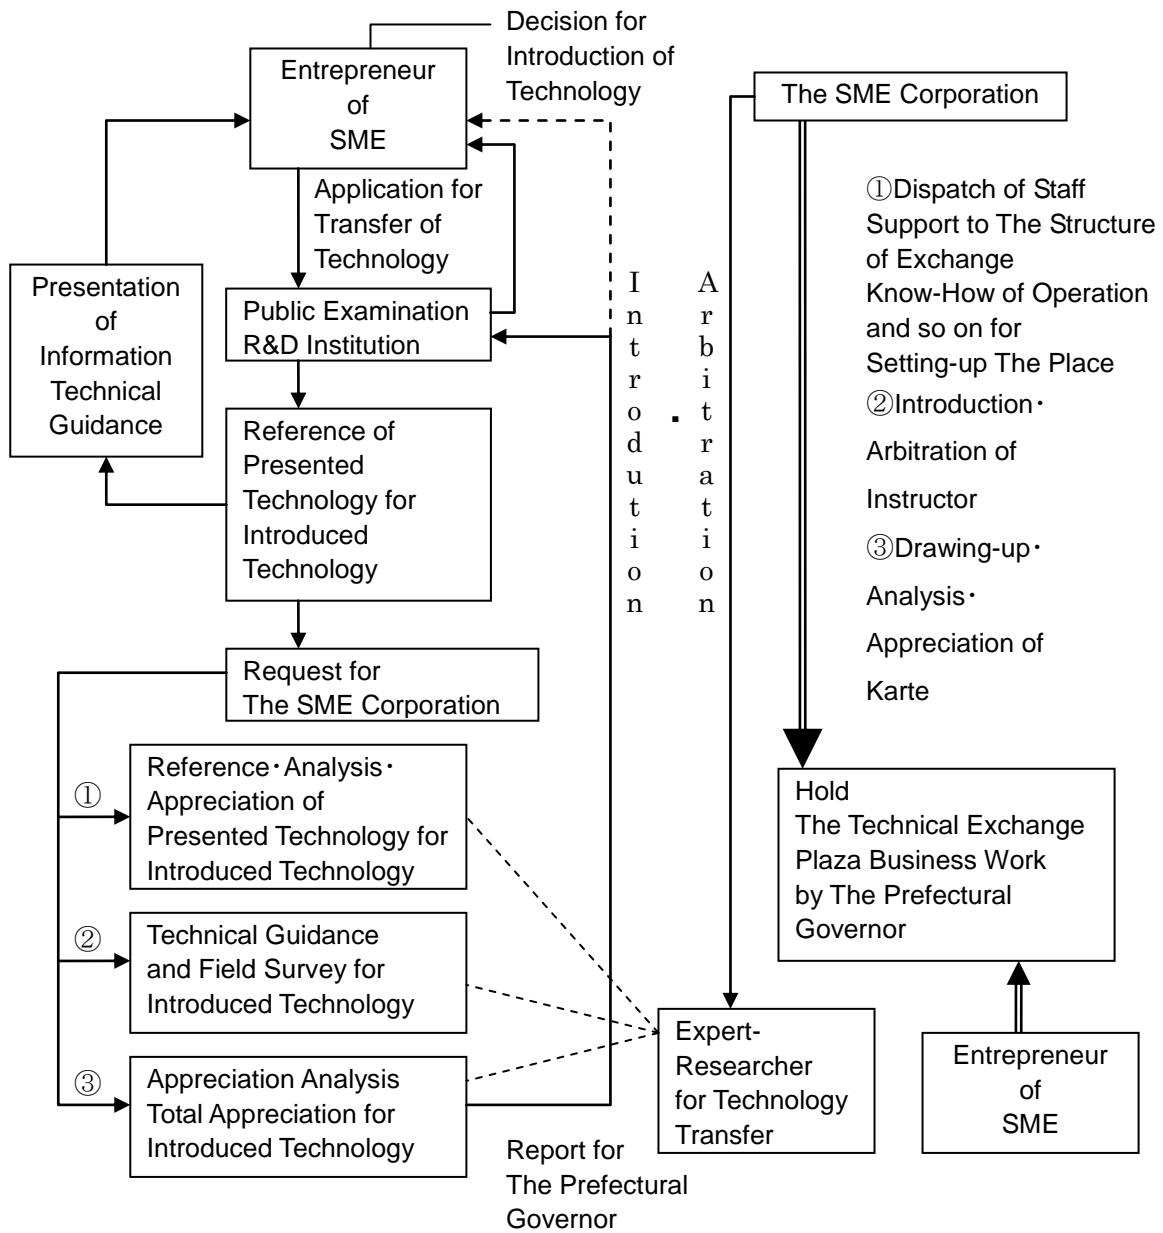 Decision for
Introduction of
Technology
Entrepreneur
of
SME
The SME Corporation
Application for
Transfer of
Technology
①Dispatch of Staff
Support to The Structure
of Exchange
Know-How of Operation
and so on for
Setting-up The Place
②Introduction・
Arbitration of
Instructor
③Drawing-up・
Analysis・
Appreciation of
Karte
Presentation
of
Information
Technical
Guidance
Public Examination
R&D Institution
Introdution
・
Arbitration
Reference of
Presented
Technology for
Introduced
Technology
Request for
The SME Corporation
①
Reference・Analysis・
Appreciation of
Presented Technology for
Introduced Technology
②
Technical Guidance
and Field Survey for
Introduced Technology
③
Appreciation Analysis
Total Appreciation for
Introduced Technology
Report for
The Prefectural
Governor
Expert-
Researcher
for Technology
Transfer
Hold
The Technical Exchange
Plaza Business Work
by The Prefectural
Governor
Entrepreneur
of
SME